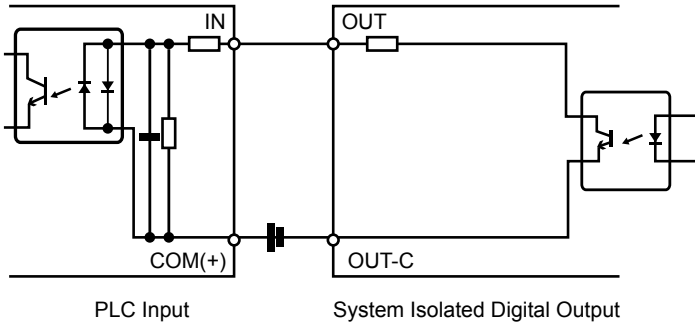 IN
OUT
COM(+)
OUT-C
PLC Input
System Isolated Digital Output